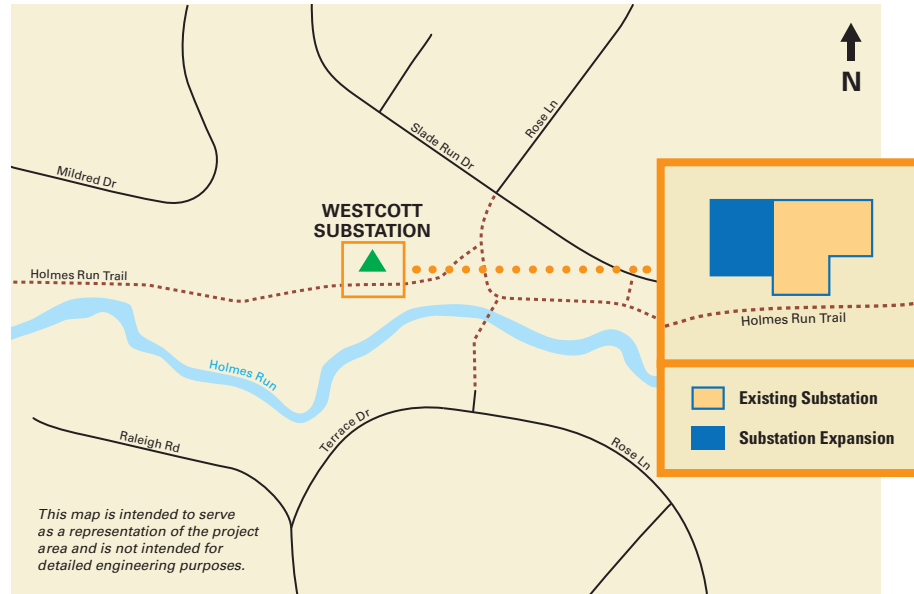 N
Rose Ln
Slade Run Dr
Mildred Dr
WESTCOTT
SUBSTATION
Holmes Run Trail
Holmes Run Trail
Holmes Run
Existing Substation
Substation Expansion
Terrace Dr
Raleigh Rd
Rose Ln
This map is intended to serve
as a representation of the project
area and is not intended for
detailed engineering purposes.